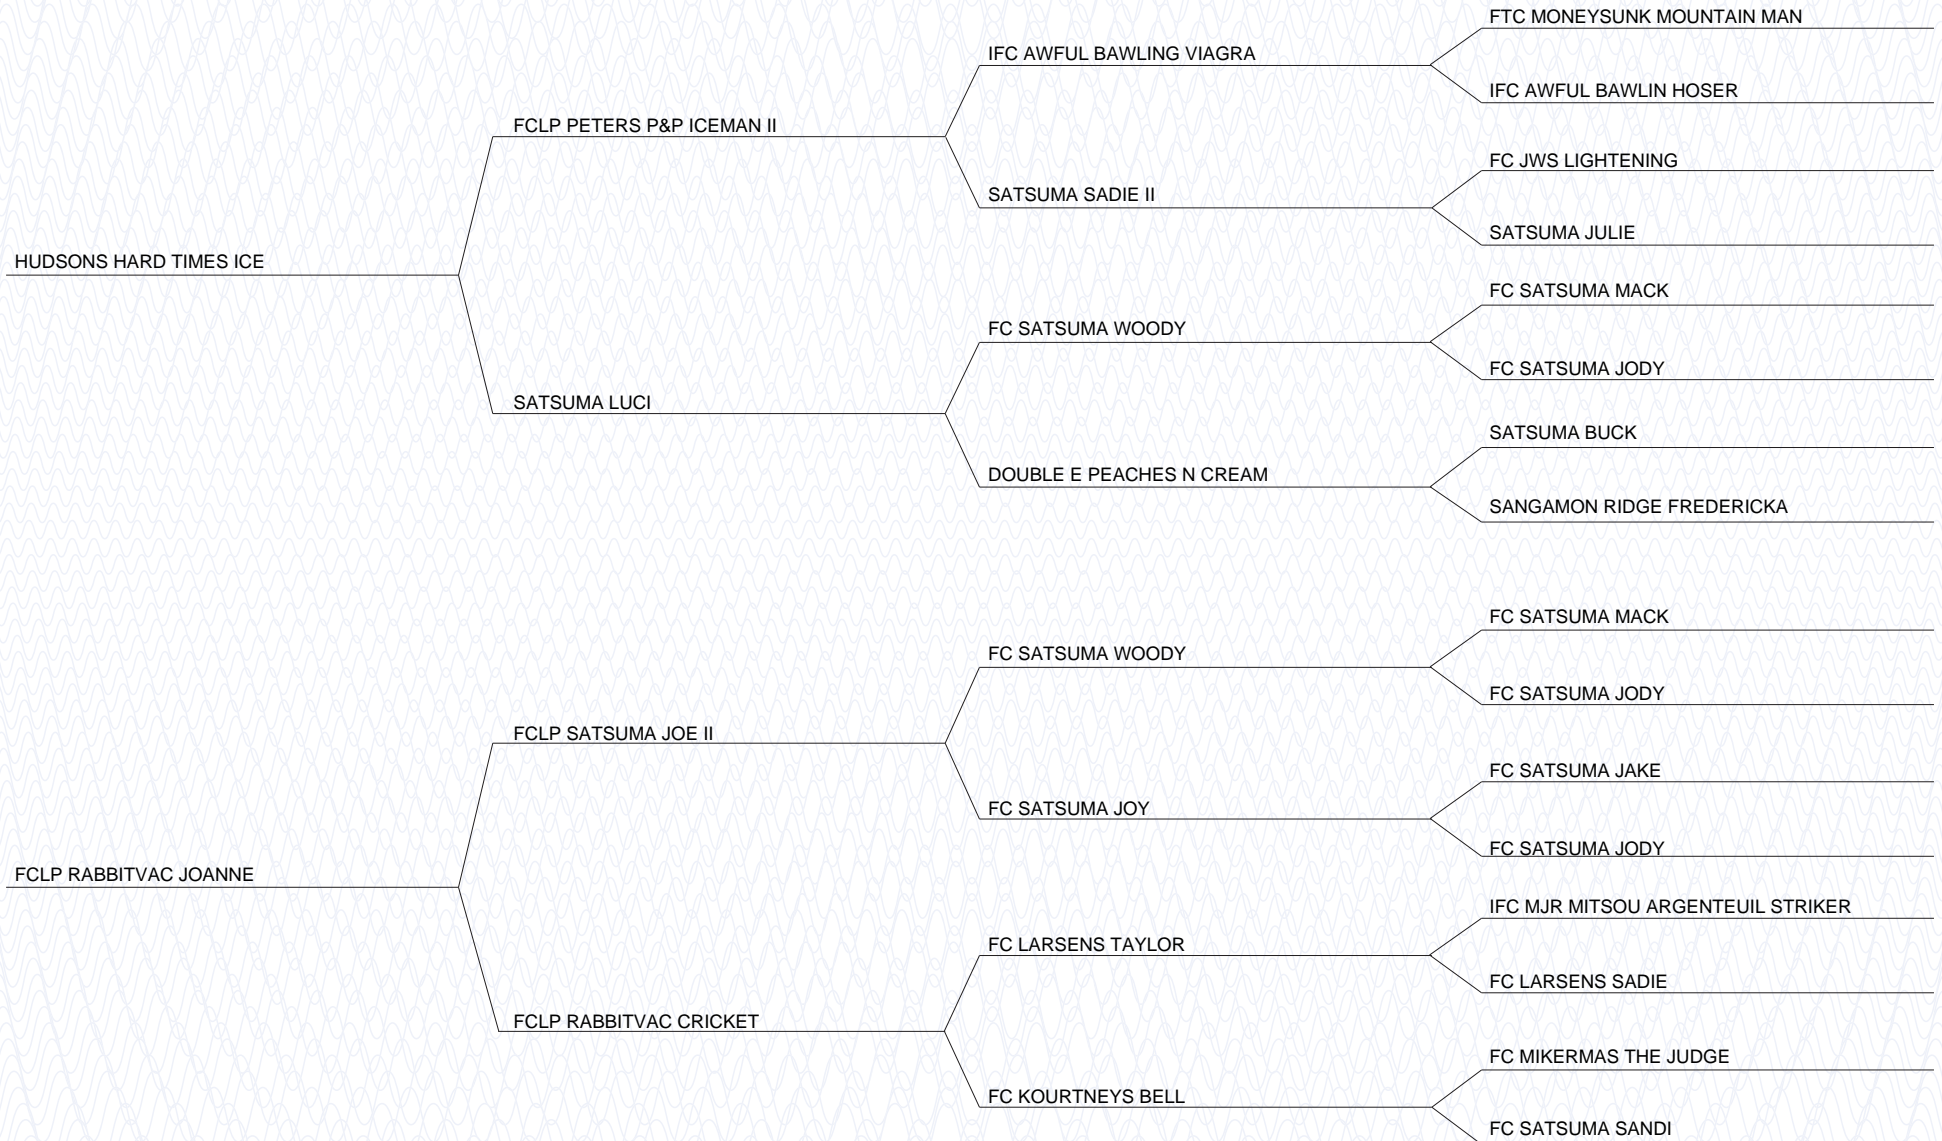 FTC MONEYSUNK MOUNTAIN MAN
IFC AWFUL BAWLING VIAGRA
IFC AWFUL BAWLIN HOSER
FCLP PETERS P&P ICEMAN II
FC JWS LIGHTENING
SATSUMA SADIE II
SATSUMA JULIE
HUDSONS HARD TIMES ICE
FC SATSUMA MACK
FC SATSUMA WOODY
FC SATSUMA JODY
SATSUMA LUCI
SATSUMA BUCK
DOUBLE E PEACHES N CREAM
SANGAMON RIDGE FREDERICKA
FC SATSUMA MACK
FC SATSUMA WOODY
FC SATSUMA JODY
FCLP SATSUMA JOE II
FC SATSUMA JAKE
FC SATSUMA JOY
FC SATSUMA JODY
FCLP RABBITVAC JOANNE
IFC MJR MITSOU ARGENTEUIL STRIKER
FC LARSENS TAYLOR
FC LARSENS SADIE
FCLP RABBITVAC CRICKET
FC MIKERMAS THE JUDGE
FC KOURTNEYS BELL
FC SATSUMA SANDI